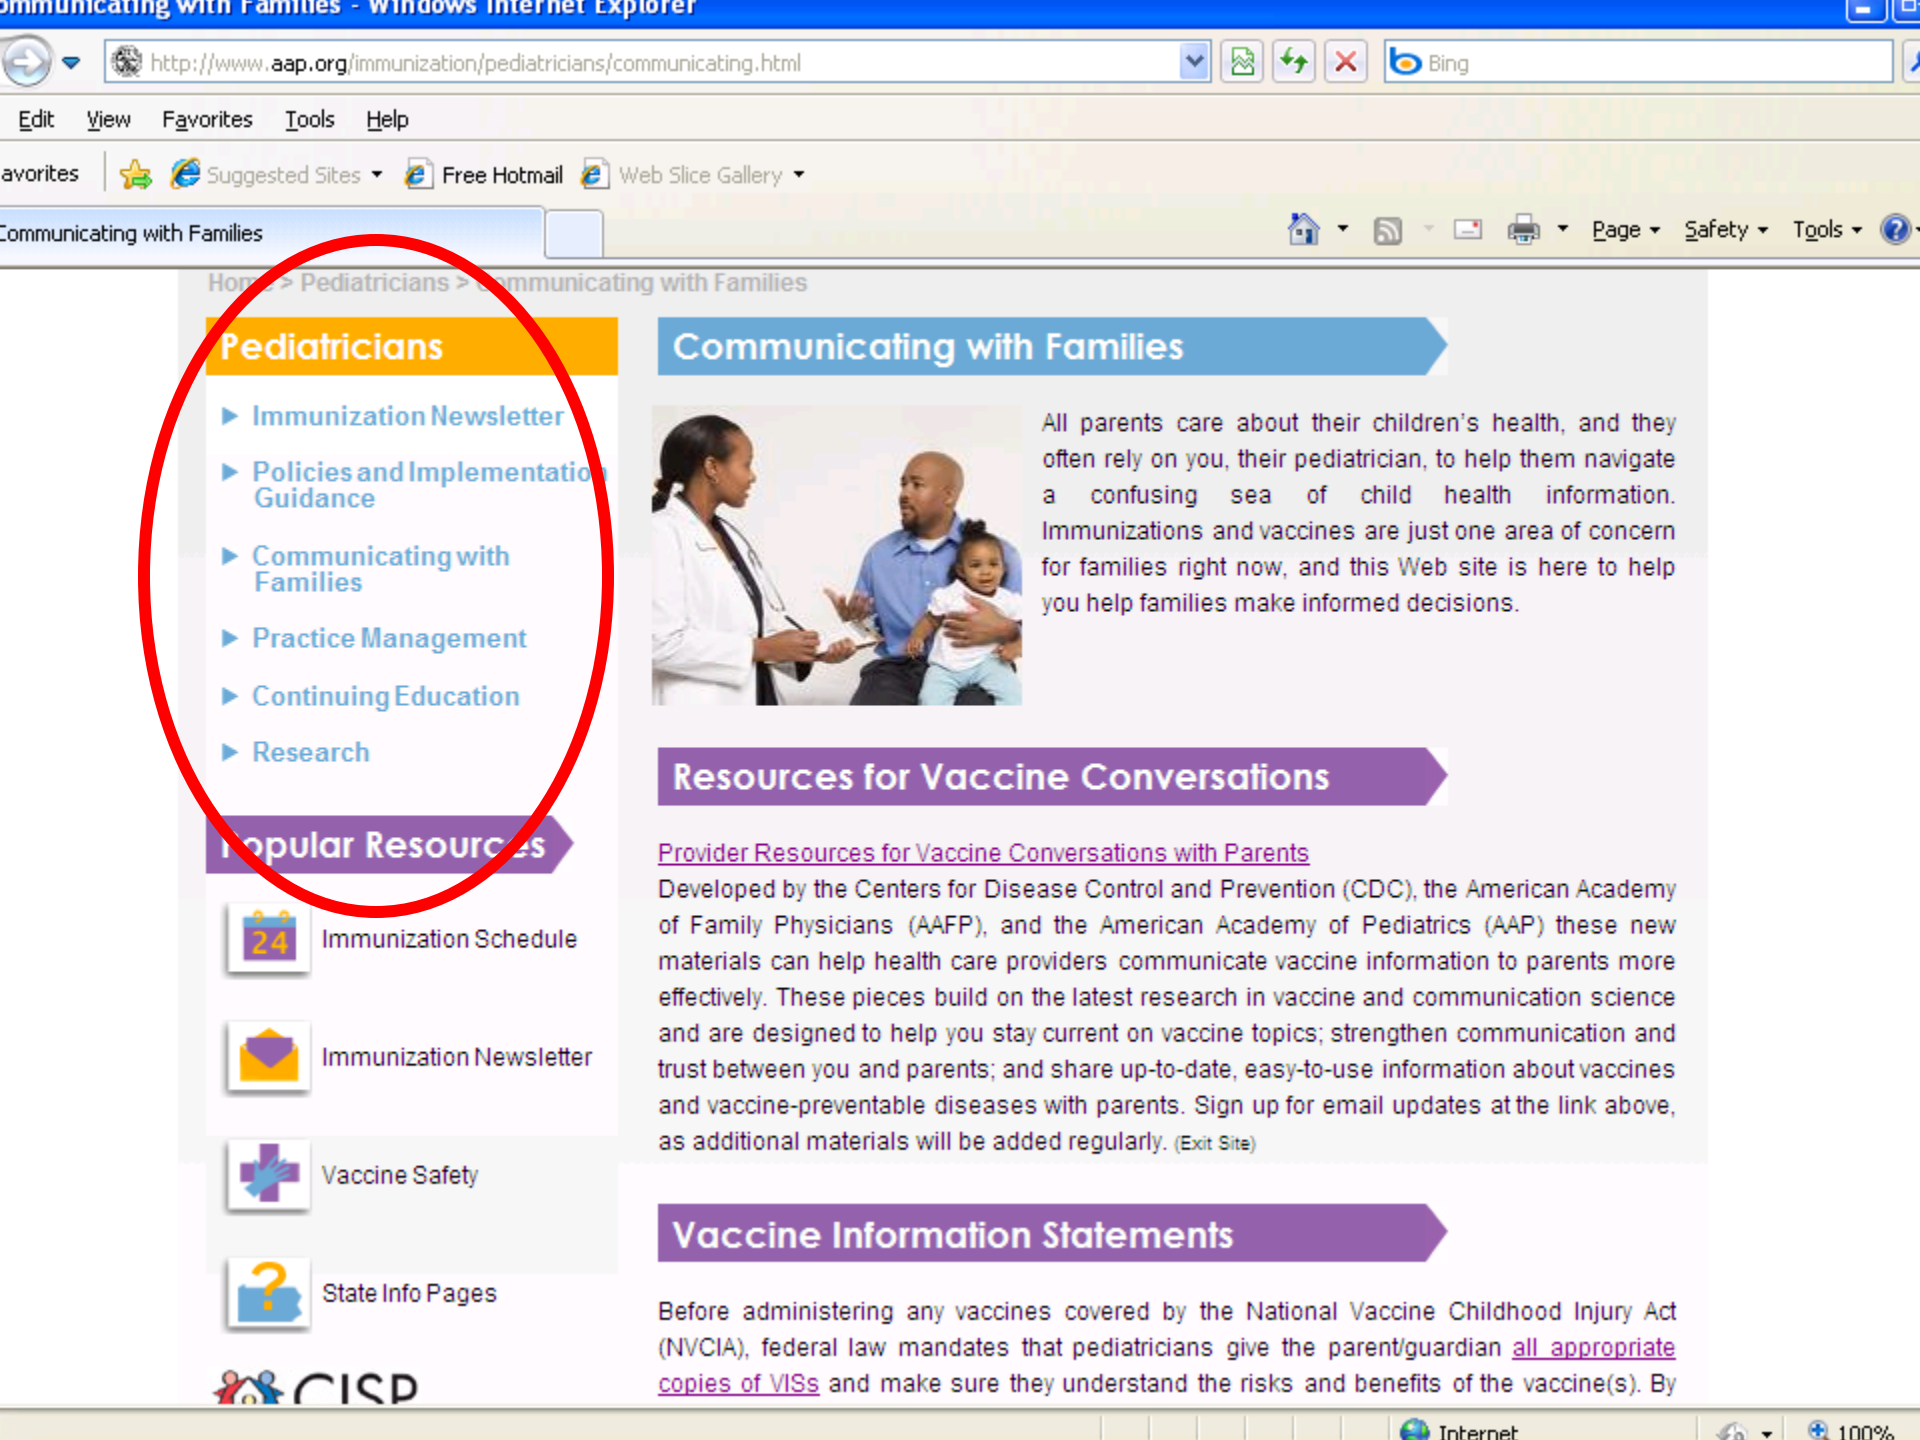 ommunicating with Families - Windows Internet Explorer
http://www.aap.org/immunization/pediatricians/communicating.html
Bing
Edit View Favorites Tools Help
avorites Suggested Sites Free Hotmail Web Slice Gallery
Communicating with Families
Page Safety Tools
Home > Pediatricians > Communicating with Families
Pediatricians
Immunization Newsletter
Policies and Implementation
Guidance
Communicating with
Families
Practice Management
Continuing Education
Research
Popular Resources
24
Immunization Schedule
Immunization Newsletter
Vaccine Safety
?
State Info Pages
CISP
Communicating with Families
All parents care about their children's health, and they
often rely on you, their pediatrician, to help them navigate
a confusing sea of child health information.
Immunizations and vaccines are just one area of concern
for families right now, and this Web site is here to help
you help families make informed decisions.
Resources for Vaccine Conversations
Provider Resources for Vaccine Conversations with Parents
Developed by the Centers for Disease Control and Prevention (CDC), the American Academy
of Family Physicians (AAFP), and the American Academy of Pediatrics (AAP) these new
materials can help health care providers communicate vaccine information to parents more
effectively. These pieces build on the latest research in vaccine and communication science
and are designed to help you stay current on vaccine topics; strengthen communication and
trust between you and parents; and share up-to-date, easy-to-use information about vaccines
and vaccine-preventable diseases with parents. Sign up for email updates at the link above,
as additional materials will be added regularly. (Exit Site)
Vaccine Information Statements
Before administering any vaccines covered by the National Vaccine Childhood Injury Act
(NVCIA), federal law mandates that pediatricians give the parent/guardian all appropriate
copies of VISs and make sure they understand the risks and benefits of the vaccine(s). By
Internet
100%